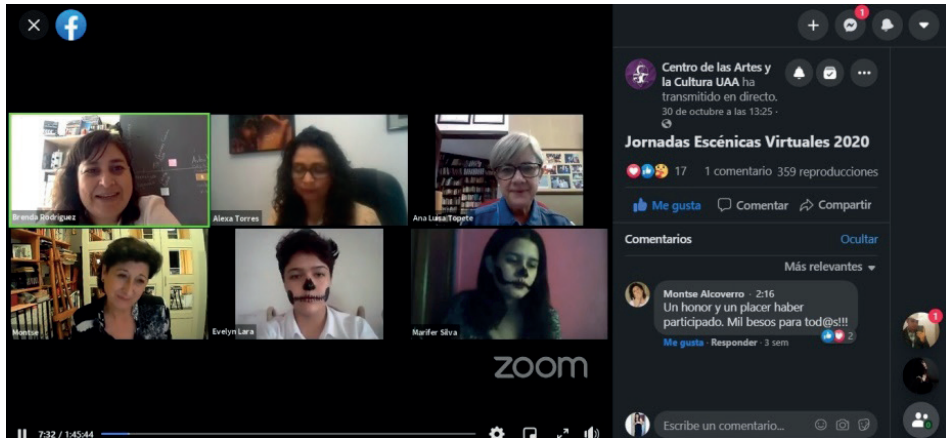 1
Centro de las Artes y
la Cultura UAA ha
transmitido en directo.
30 de octubre a las 13:25 ·
Jornadas Escénicas Virtuales 2020
17 1 comentario 359 reproducciones
Me gusta Comentar Compartir
Comentarios Ocultar
Más relevantes
Montse Alcoverro · 2:16
Un honor y un placer haber
participado. Mil besos para tod@s!!!
2
Me gusta · Responder · 3 sem
Brenda Rodriguez Alexa Torres Ana Luisa Topete
Montse Evelyn Lara Marifer Silva
zoom
1
7:32 / 1:45:44
Escribe un comentario...